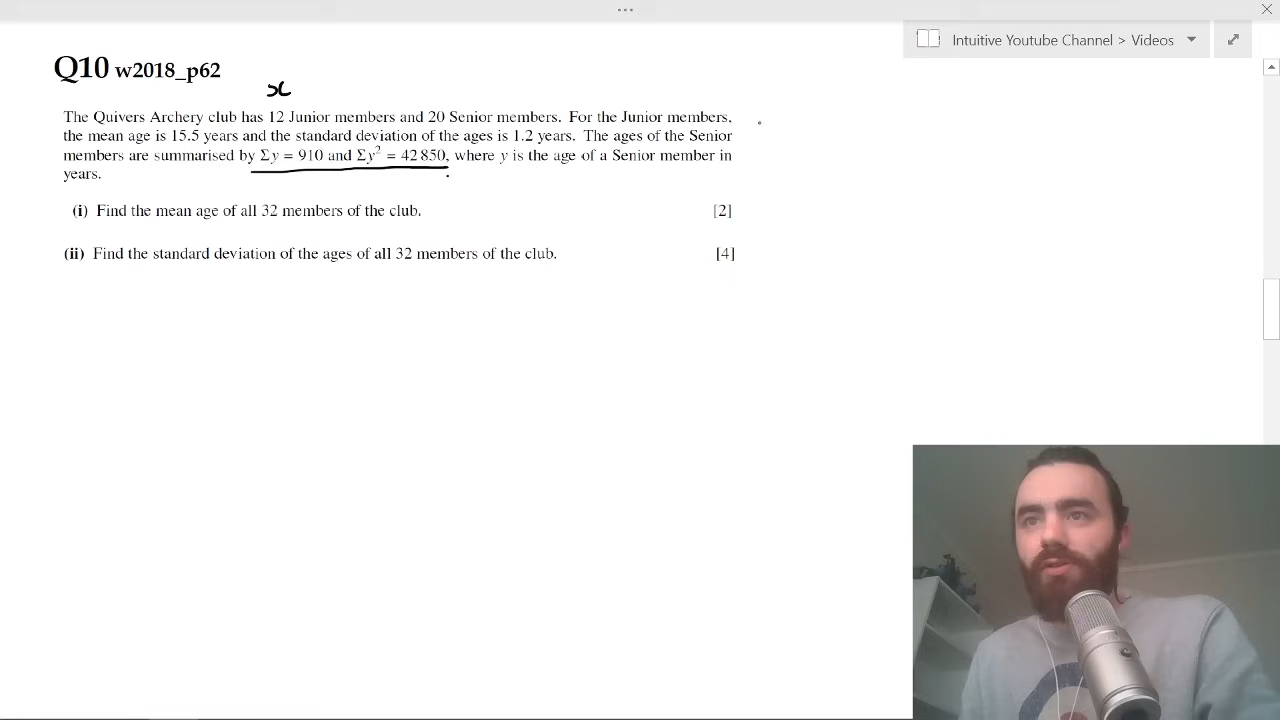 Intuitive Youtube Channel > Videos
Q10 w2018_p62
x
The Quivers Archery club has 12 Junior members and 20 Senior members. For the Junior members,
the mean age is 15.5 years and the standard deviation of the ages is 1.2 years. The ages of the Senior
members are summarised by Σy = 910 and Σy² = 42 850, where y is the age of a Senior member in
years.
(i) Find the mean age of all 32 members of the club. [2]
(ii) Find the standard deviation of the ages of all 32 members of the club. [4]